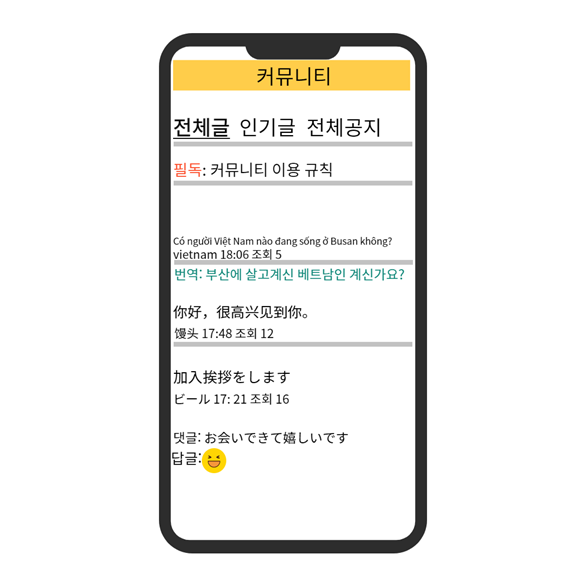 커뮤니티
전체글 인기글 전체공지
필독: 커뮤니티 이용 규칙
Có người Việt Nam nào đang sống ở Busan không?
vietnam 18:06 조회 5
번역: 부산에 살고계신 베트남인 계신가요?
你好，很高兴见到你。
馒头 17:48 조회 12
加入挨拶をします
ビール 17: 21 조회 16
댓글: お会いできて嬉しいです
답글: